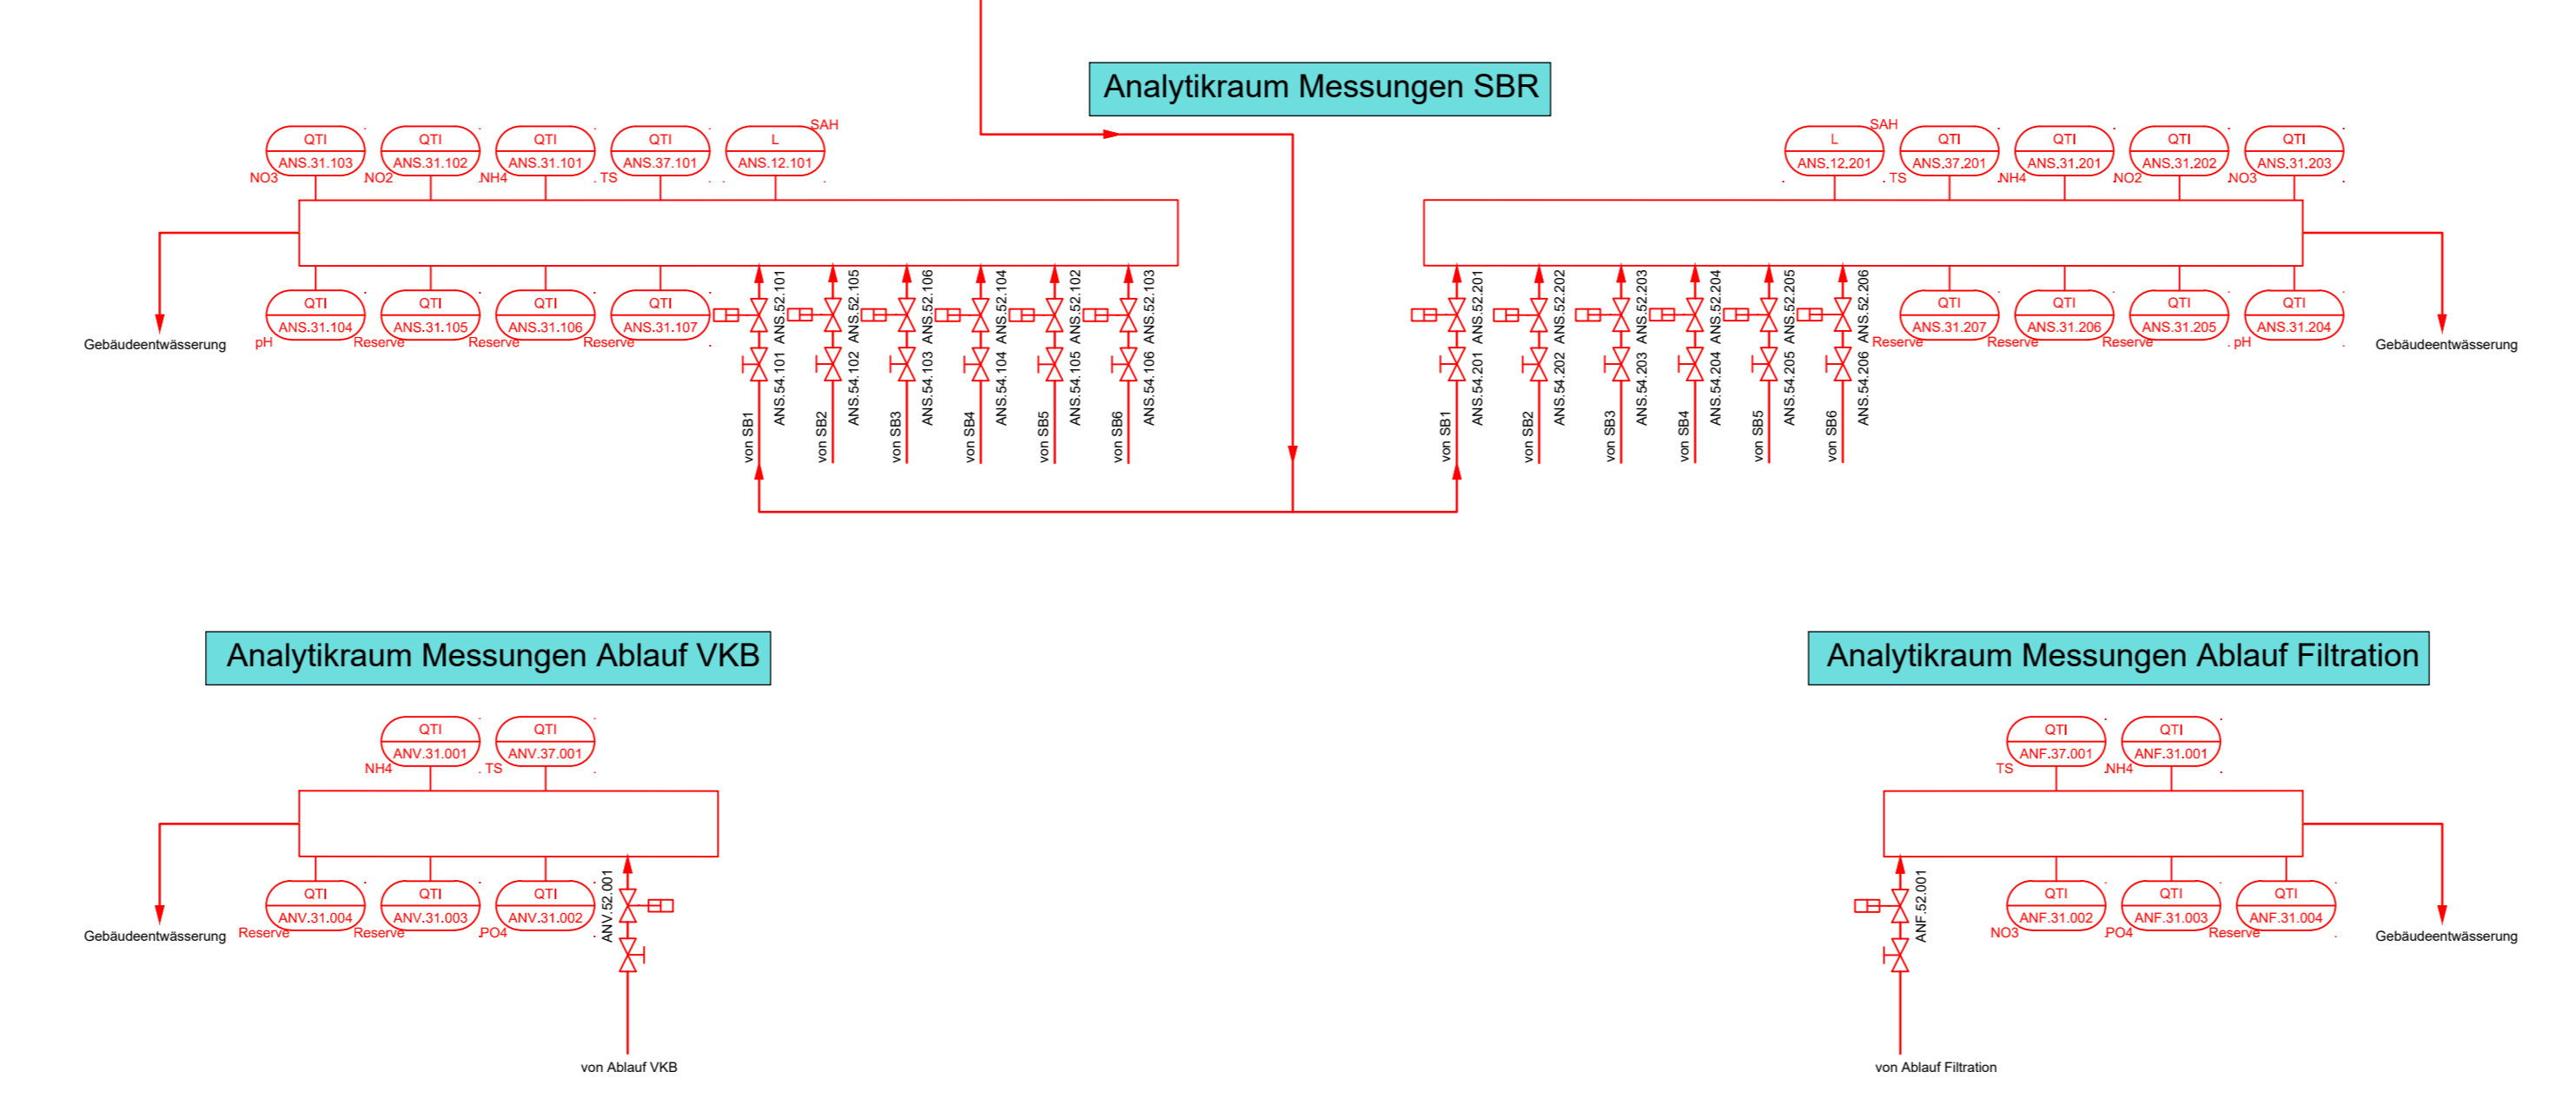 Analytikraum Messungen SBR
QTI
ANS.31.103
NO3
QTI
ANS.31.102
NO2
QTI
ANS.31.101
NH4
QTI
ANS.37.101
TS
L
ANS.12.101
SAH
L
ANS.12.201
SAH
QTI
ANS.37.201
TS
QTI
ANS.31.201
NH4
QTI
ANS.31.202
NO2
QTI
ANS.31.203
NO3
Gebäudeentwässerung
QTI
ANS.31.104
pH
QTI
ANS.31.105
Reserve
QTI
ANS.31.106
Reserve
QTI
ANS.31.107
Reserve
von SB1
ANS.54.101 ANS.52.101
von SB2
ANS.54.102 ANS.52.105
von SB3
ANS.54.103 ANS.52.106
von SB4
ANS.54.104 ANS.52.104
von SB5
ANS.54.105 ANS.52.102
von SB6
ANS.54.106 ANS.52.103
von SB1
ANS.54.201 ANS.52.201
von SB2
ANS.54.202 ANS.52.202
von SB3
ANS.54.203 ANS.52.203
von SB4
ANS.54.204 ANS.52.204
von SB5
ANS.54.205 ANS.52.205
von SB6
ANS.54.206 ANS.52.206
QTI
ANS.31.207
Reserve
QTI
ANS.31.206
Reserve
QTI
ANS.31.205
Reserve
QTI
ANS.31.204
pH
Gebäudeentwässerung
Analytikraum Messungen Ablauf VKB
QTI
ANV.31.001
NH4
QTI
ANV.37.001
TS
Gebäudeentwässerung
QTI
ANV.31.004
Reserve
QTI
ANV.31.003
Reserve
QTI
ANV.31.002
PO4
ANV.52.001
von Ablauf VKB
Analytikraum Messungen Ablauf Filtration
QTI
ANF.37.001
TS
QTI
ANF.31.001
NH4
ANF.52.001
QTI
ANF.31.002
NO3
QTI
ANF.31.003
PO4
QTI
ANF.31.004
Reserve
Gebäudeentwässerung
von Ablauf Filtration